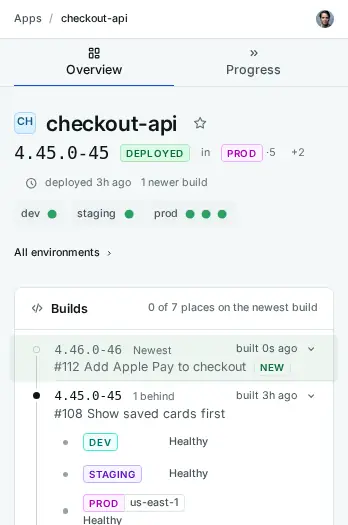 Apps / checkout-api
Overview
Progress
CH checkout-api
4.45.0-45 DEPLOYED in PROD ·5 +2
deployed 3h ago 1 newer build
dev staging prod
All environments
Builds 0 of 7 places on the newest build
4.46.0-46 Newest built 0s ago
#112 Add Apple Pay to checkout NEW
4.45.0-45 1 behind built 3h ago
#108 Show saved cards first
DEV Healthy
STAGING Healthy
PROD us-east-1
Healthy